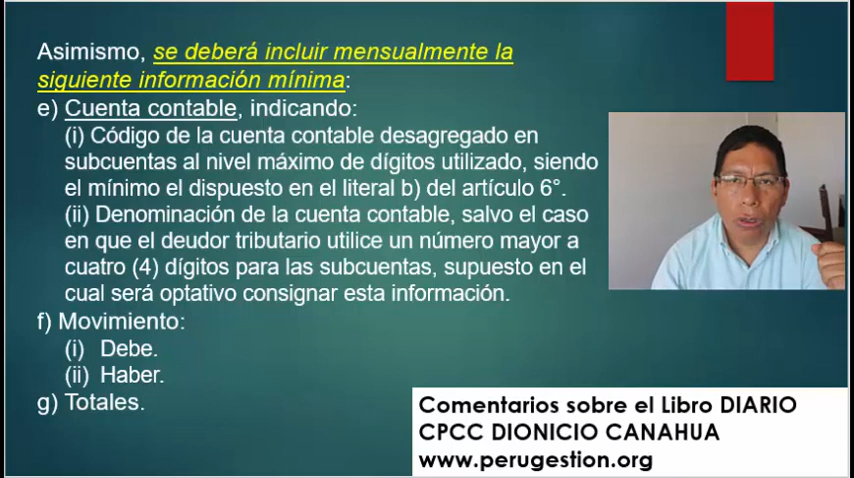 Asimismo, se deberá incluir mensualmente la
siguiente información mínima:
e) Cuenta contable, indicando:
(i) Código de la cuenta contable desagregado en
subcuentas al nivel máximo de dígitos utilizado, siendo
el mínimo el dispuesto en el literal b) del artículo 6°.
(ii) Denominación de la cuenta contable, salvo el caso
en que el deudor tributario utilice un número mayor a
cuatro (4) dígitos para las subcuentas, supuesto en el
cual será optativo consignar esta información.
f) Movimiento:
(i) Debe.
(ii) Haber.
g) Totales.
Comentarios sobre el Libro DIARIO
CPCC DIONICIO CANAHUA
www.perugestion.org